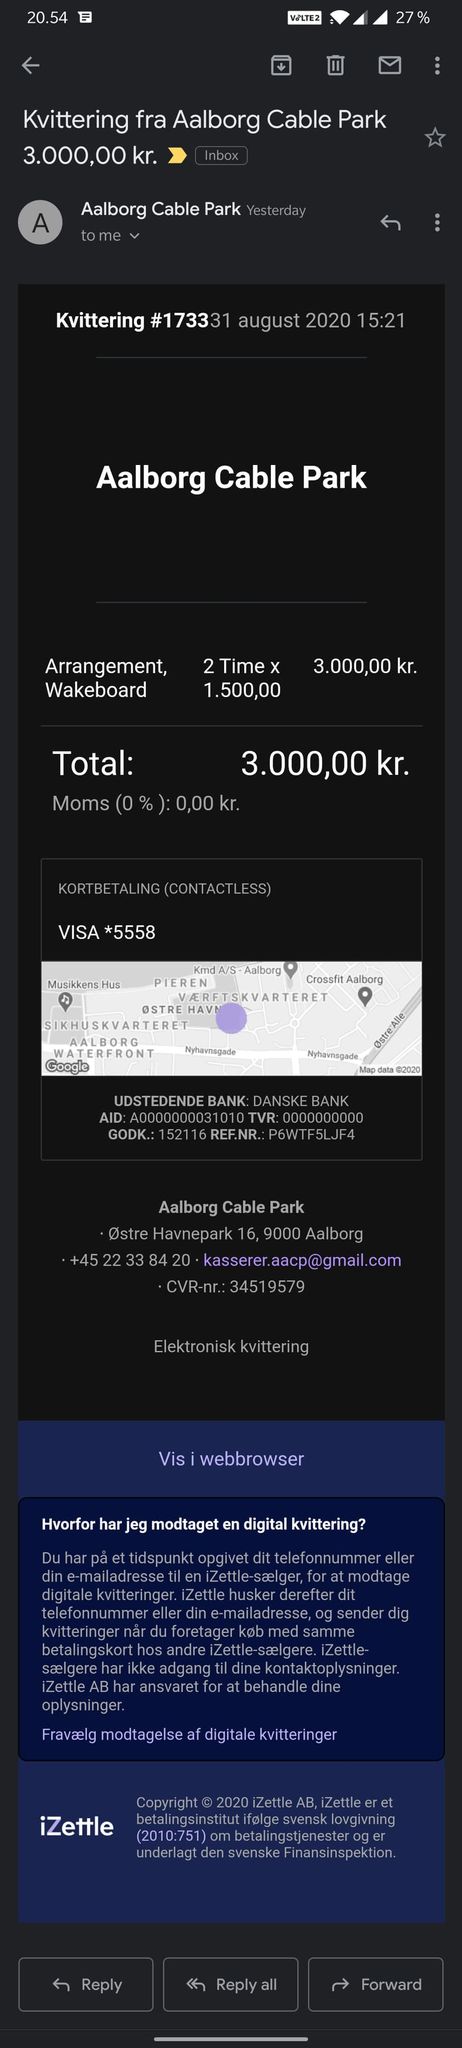 20.54 VoLTE2 27 %
Kvittering fra Aalborg Cable Park
3.000,00 kr. Inbox
A
Aalborg Cable Park Yesterday
to me
Kvittering #173331 august 2020 15:21
Aalborg Cable Park
Arrangement, 2 Time x 3.000,00 kr.
Wakeboard 1.500,00
Total: 3.000,00 kr.
Moms (0 % ): 0,00 kr.
KORTBETALING (CONTACTLESS)
VISA *5558
Kmd A/S - Aalborg
Musikkens Hus PIEREN Crossfit Aalborg
VÆRFTSKVARTERET
ØSTRE HAVN
SIKHUSKVARTERET
AALBORG
WATERFRONT
Østre Alle
Nyhavnsgade Nyhavnsgade
Google Map data ©2020
UDSTEDENDE BANK: DANSKE BANK
AID: A0000000031010 TVR: 0000000000
GODK.: 152116 REF.NR.: P6WTF5LJF4
Aalborg Cable Park
· Østre Havnepark 16, 9000 Aalborg
· +45 22 33 84 20 · kasserer.aacp@gmail.com
· CVR-nr.: 34519579
Elektronisk kvittering
Vis i webbrowser
Hvorfor har jeg modtaget en digital kvittering?
Du har på et tidspunkt opgivet dit telefonnummer eller
din e-mailadresse til en iZettle-sælger, for at modtage
digitale kvitteringer. iZettle husker derefter dit
telefonnummer eller din e-mailadresse, og sender dig
kvitteringer når du foretager køb med samme
betalingskort hos andre iZettle-sælgere. iZettle-
sælgere har ikke adgang til dine kontaktoplysninger.
iZettle AB har ansvaret for at behandle dine
oplysninger.
Fravælg modtagelse af digitale kvitteringer
iZettle
Copyright © 2020 iZettle AB, iZettle er et
betalingsinstitut ifølge svensk lovgivning
(2010:751) om betalingstjenester og er
underlagt den svenske Finansinspektion.
Reply Reply all Forward